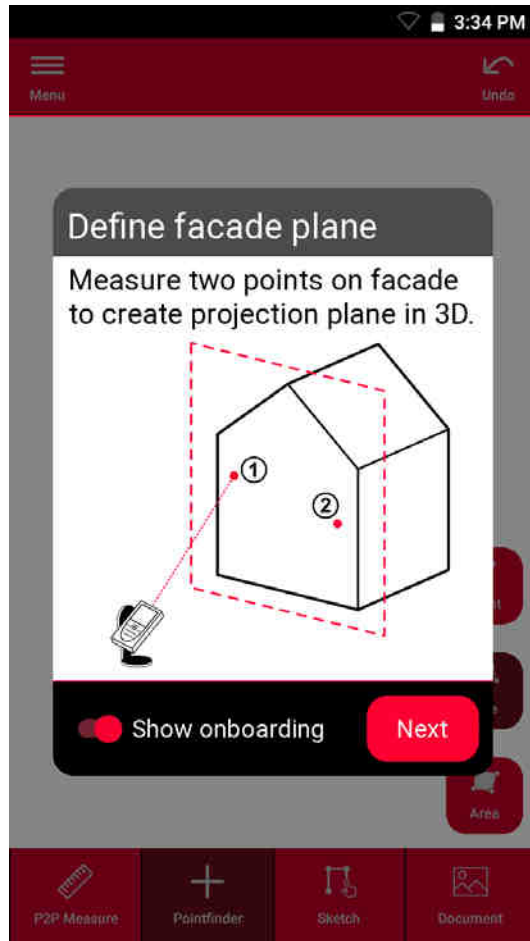 3:34 PM
Menu
Undo
Define facade plane
Measure two points on facade
to create projection plane in 3D.
1
2
Show onboarding
Next
Area
P2P Measure
Pointfinder
Sketch
Document